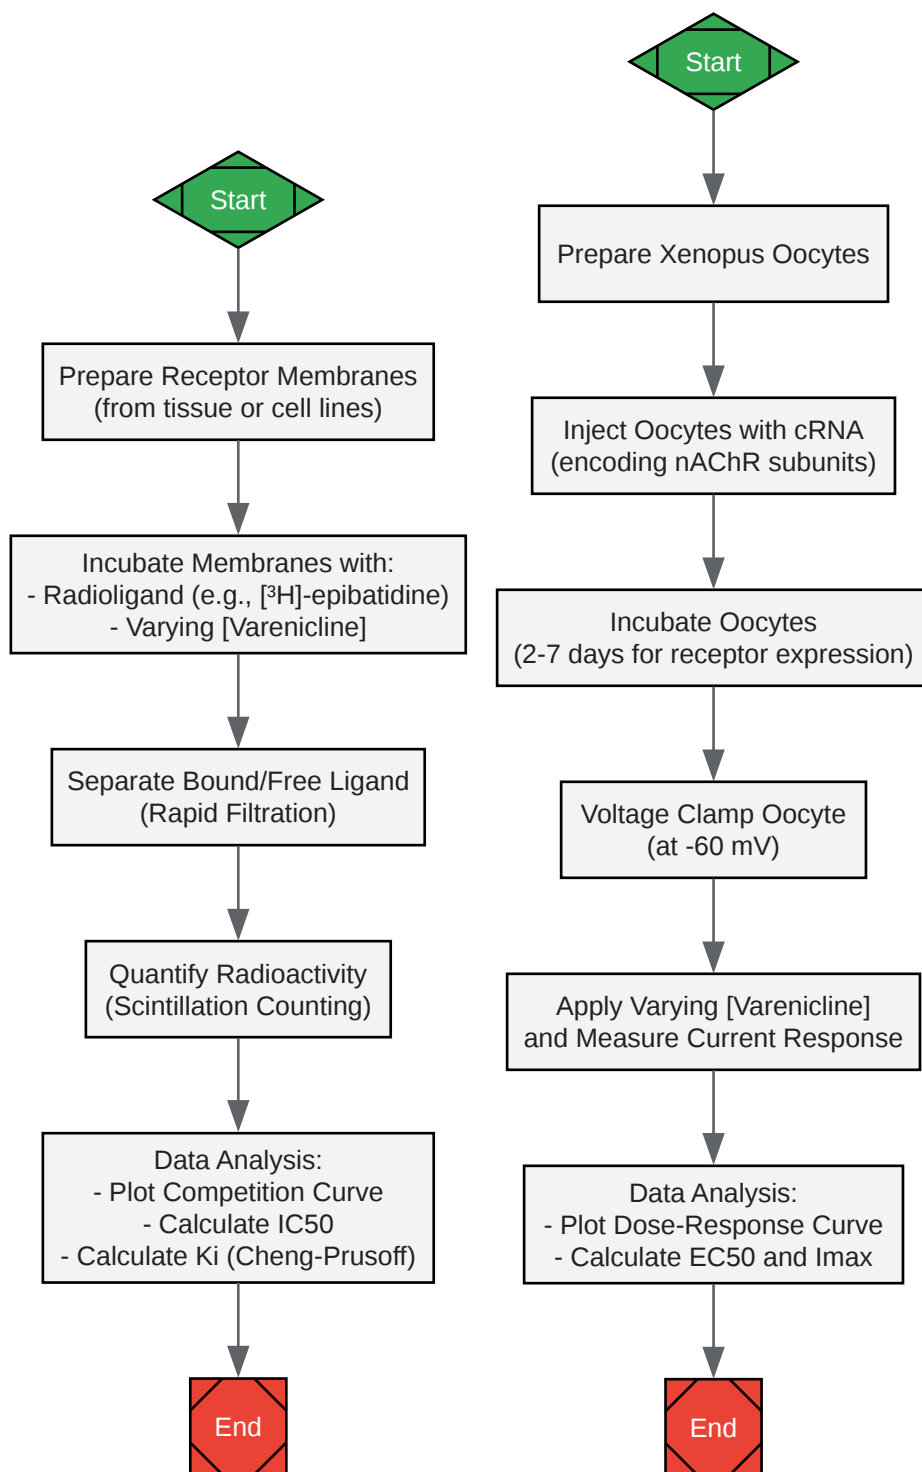 Start
Prepare Receptor Membranes
(from tissue or cell lines)
Incubate Membranes with:
- Radioligand (e.g., [³H]-epibatidine)
- Varying [Varenicline]
Separate Bound/Free Ligand
(Rapid Filtration)
Quantify Radioactivity
(Scintillation Counting)
Data Analysis:
- Plot Competition Curve
- Calculate IC50
- Calculate Ki (Cheng-Prusoff)
End
Start
Prepare Xenopus Oocytes
Inject Oocytes with cRNA
(encoding nAChR subunits)
Incubate Oocytes
(2-7 days for receptor expression)
Voltage Clamp Oocyte
(at -60 mV)
Apply Varying [Varenicline]
and Measure Current Response
Data Analysis:
- Plot Dose-Response Curve
- Calculate EC50 and Imax
End